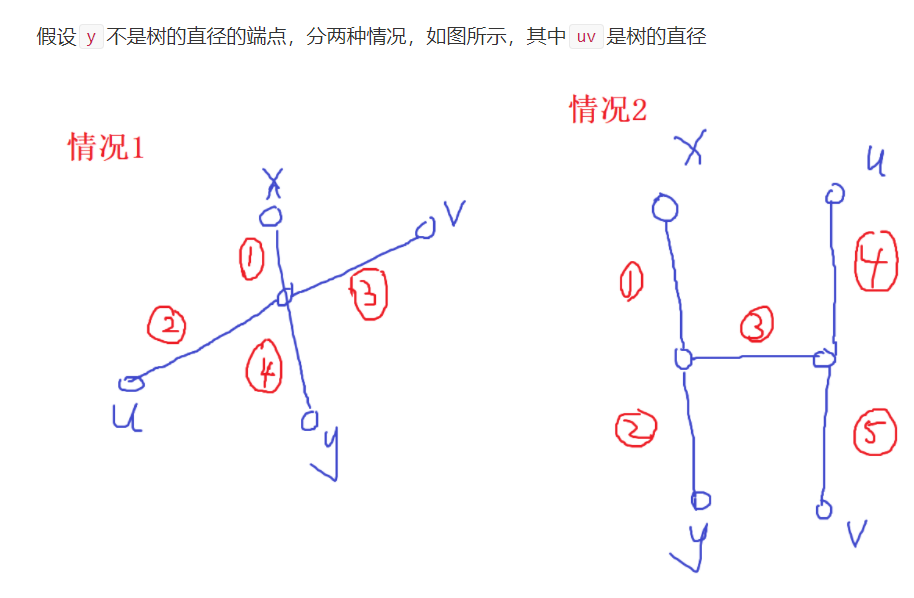 假设 y 不是树的直径的端点，分两种情况，如图所示，其中 uv 是树的直径
情况1
X
V
①
③
②
④
u
y
情况2
X
u
①
③
④
②
⑤
y
V